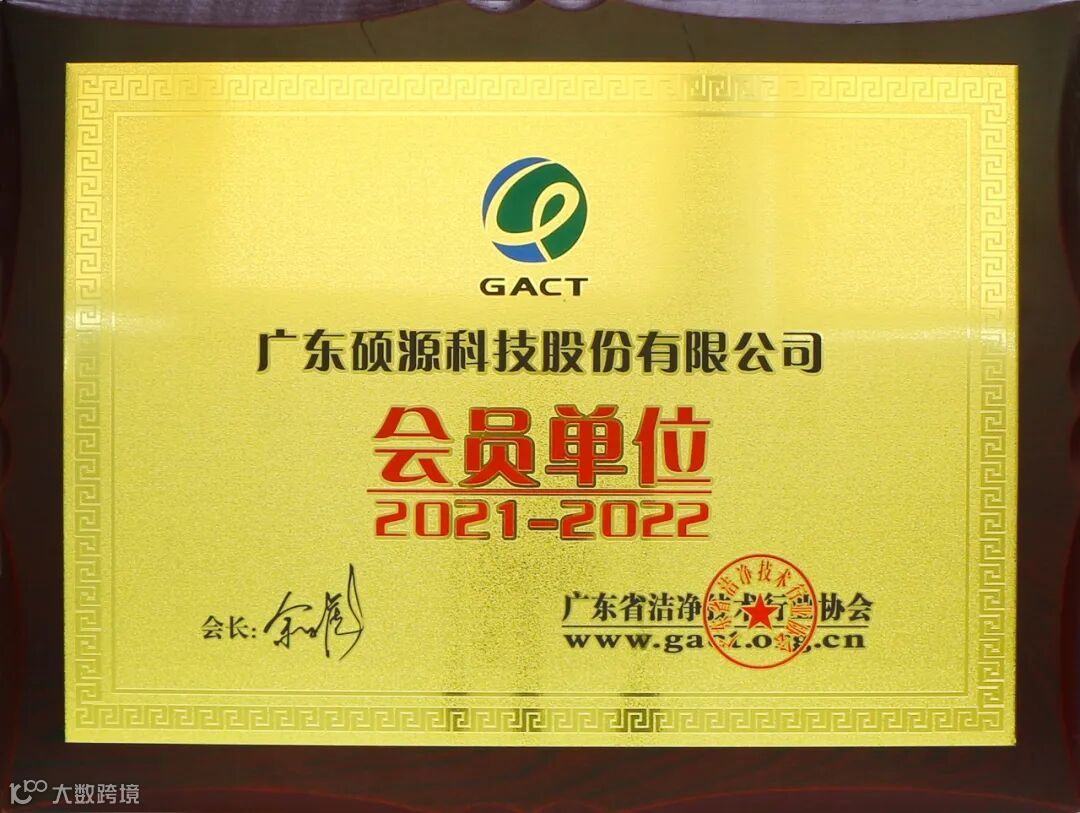 GACT
广东硕源科技股份有限公司
会员单位
2021-2022
会长:
广东省洁净技术行业协会
www.gact.org.cn
大数跨境